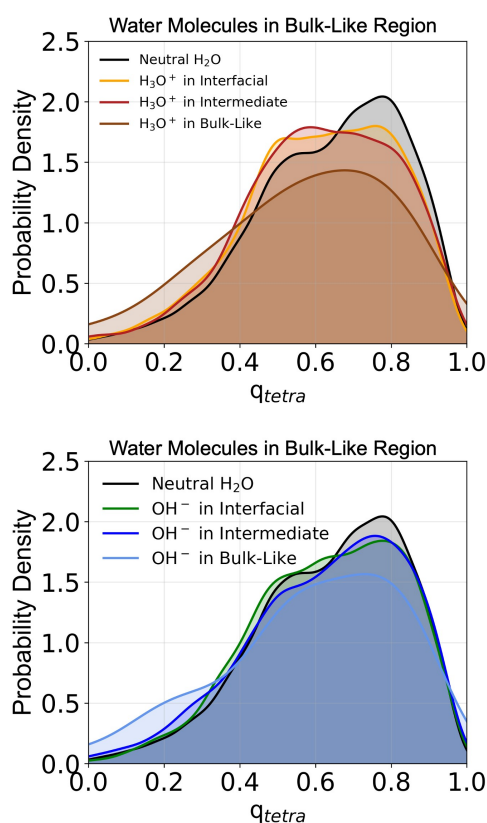 Water Molecules in Bulk-Like Region
Probability Density
2.5
2.0
1.5
1.0
0.5
0.0
Neutral H₂O
H₃O⁺ in Interfacial
H₃O⁺ in Intermediate
H₃O⁺ in Bulk-Like
0.0 0.2 0.4 0.6 0.8 1.0
q_tetra
Water Molecules in Bulk-Like Region
Probability Density
2.5
2.0
1.5
1.0
0.5
0.0
Neutral H₂O
OH⁻ in Interfacial
OH⁻ in Intermediate
OH⁻ in Bulk-Like
0.0 0.2 0.4 0.6 0.8 1.0
q_tetra